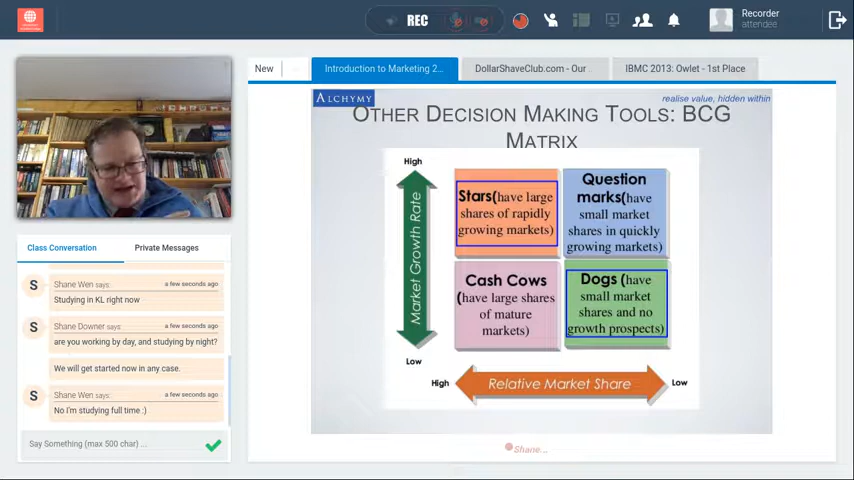 REC
Recorder
attendee
New
Introduction to Marketing 2...
DollarShaveClub.com - Our
IBMC 2013: Owlet - 1st Place
ALCHYMY
realise value, hidden within
OTHER DECISION MAKING TOOLS: BCG
MATRIX
High
Market Growth Rate
Low
Stars(have large
shares of rapidly
growing markets)
Question
marks(have
small market
shares in quickly
growing markets)
Cash Cows
(have large shares
of mature
markets)
Dogs (have
small market
shares and no
growth prospects)
High
Relative Market Share
Low
Shane...
Class Conversation
Private Messages
S
Shane Wen says:
a few seconds ago
Studying in KL right now
S
Shane Downer says:
a few seconds ago
are you working by day, and studying by night?
We will get started now in any case.
S
Shane Wen says:
a few seconds ago
No I'm studying full time :)
Say Something (max 500 char) ...